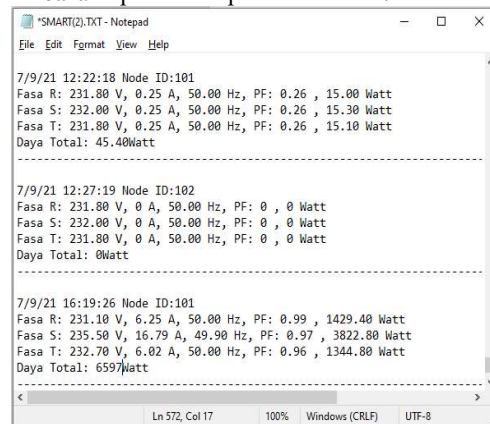 *SMART(2).TXT - Notepad
File Edit Format View Help
7/9/21 12:22:18 Node ID:101
Fasa R: 231.80 V, 0.25 A, 50.00 Hz, PF: 0.26 , 15.00 Watt
Fasa S: 232.00 V, 0.25 A, 50.00 Hz, PF: 0.26 , 15.30 Watt
Fasa T: 231.80 V, 0.25 A, 50.00 Hz, PF: 0.26 , 15.10 Watt
Daya Total: 45.40Watt
--------------------------------------------------------------
7/9/21 12:27:19 Node ID:102
Fasa R: 231.80 V, 0 A, 50.00 Hz, PF: 0 , 0 Watt
Fasa S: 232.00 V, 0 A, 50.00 Hz, PF: 0 , 0 Watt
Fasa T: 231.80 V, 0 A, 50.00 Hz, PF: 0 , 0 Watt
Daya Total: 0Watt
--------------------------------------------------------------
7/9/21 16:19:26 Node ID:101
Fasa R: 231.10 V, 6.25 A, 50.00 Hz, PF: 0.99 , 1429.40 Watt
Fasa S: 235.50 V, 16.79 A, 49.90 Hz, PF: 0.97 , 3822.80 Watt
Fasa T: 232.70 V, 6.02 A, 50.00 Hz, PF: 0.96 , 1344.80 Watt
Daya Total: 6597Watt
--------------------------------------------------------------
Ln 572, Col 17 100% Windows (CRLF) UTF-8